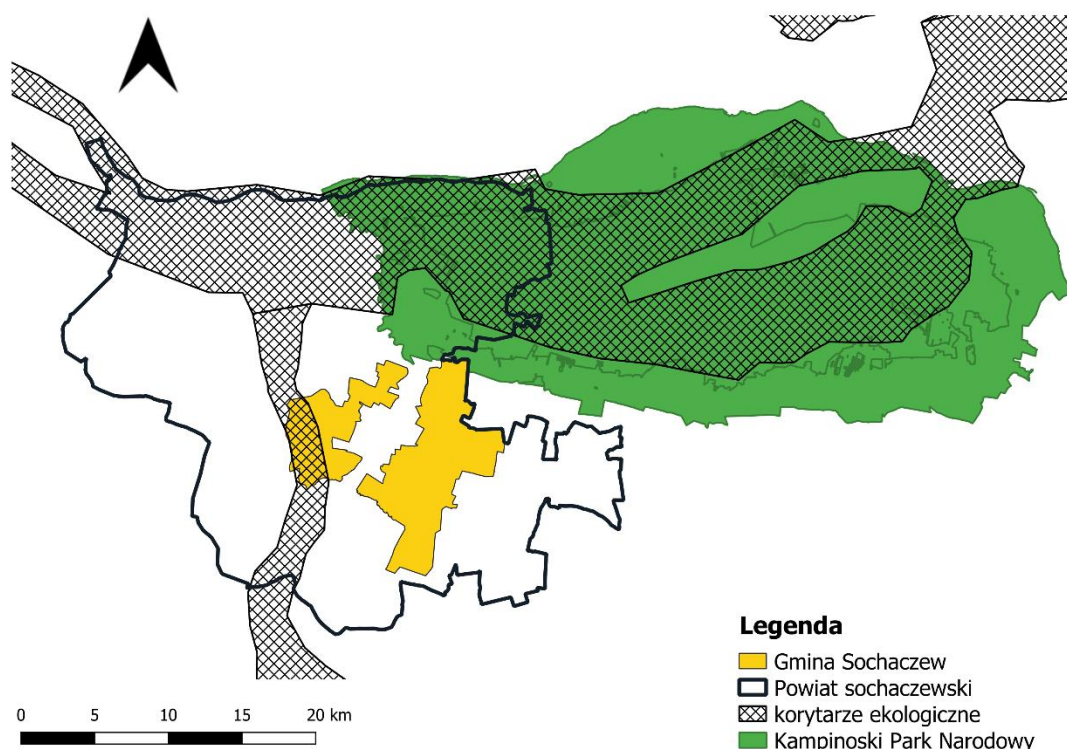 Legenda
Gmina Sochaczew
Powiat sochaczewski
korytarze ekologiczne
Kampinoski Park Narodowy
0 5 10 15 20 km